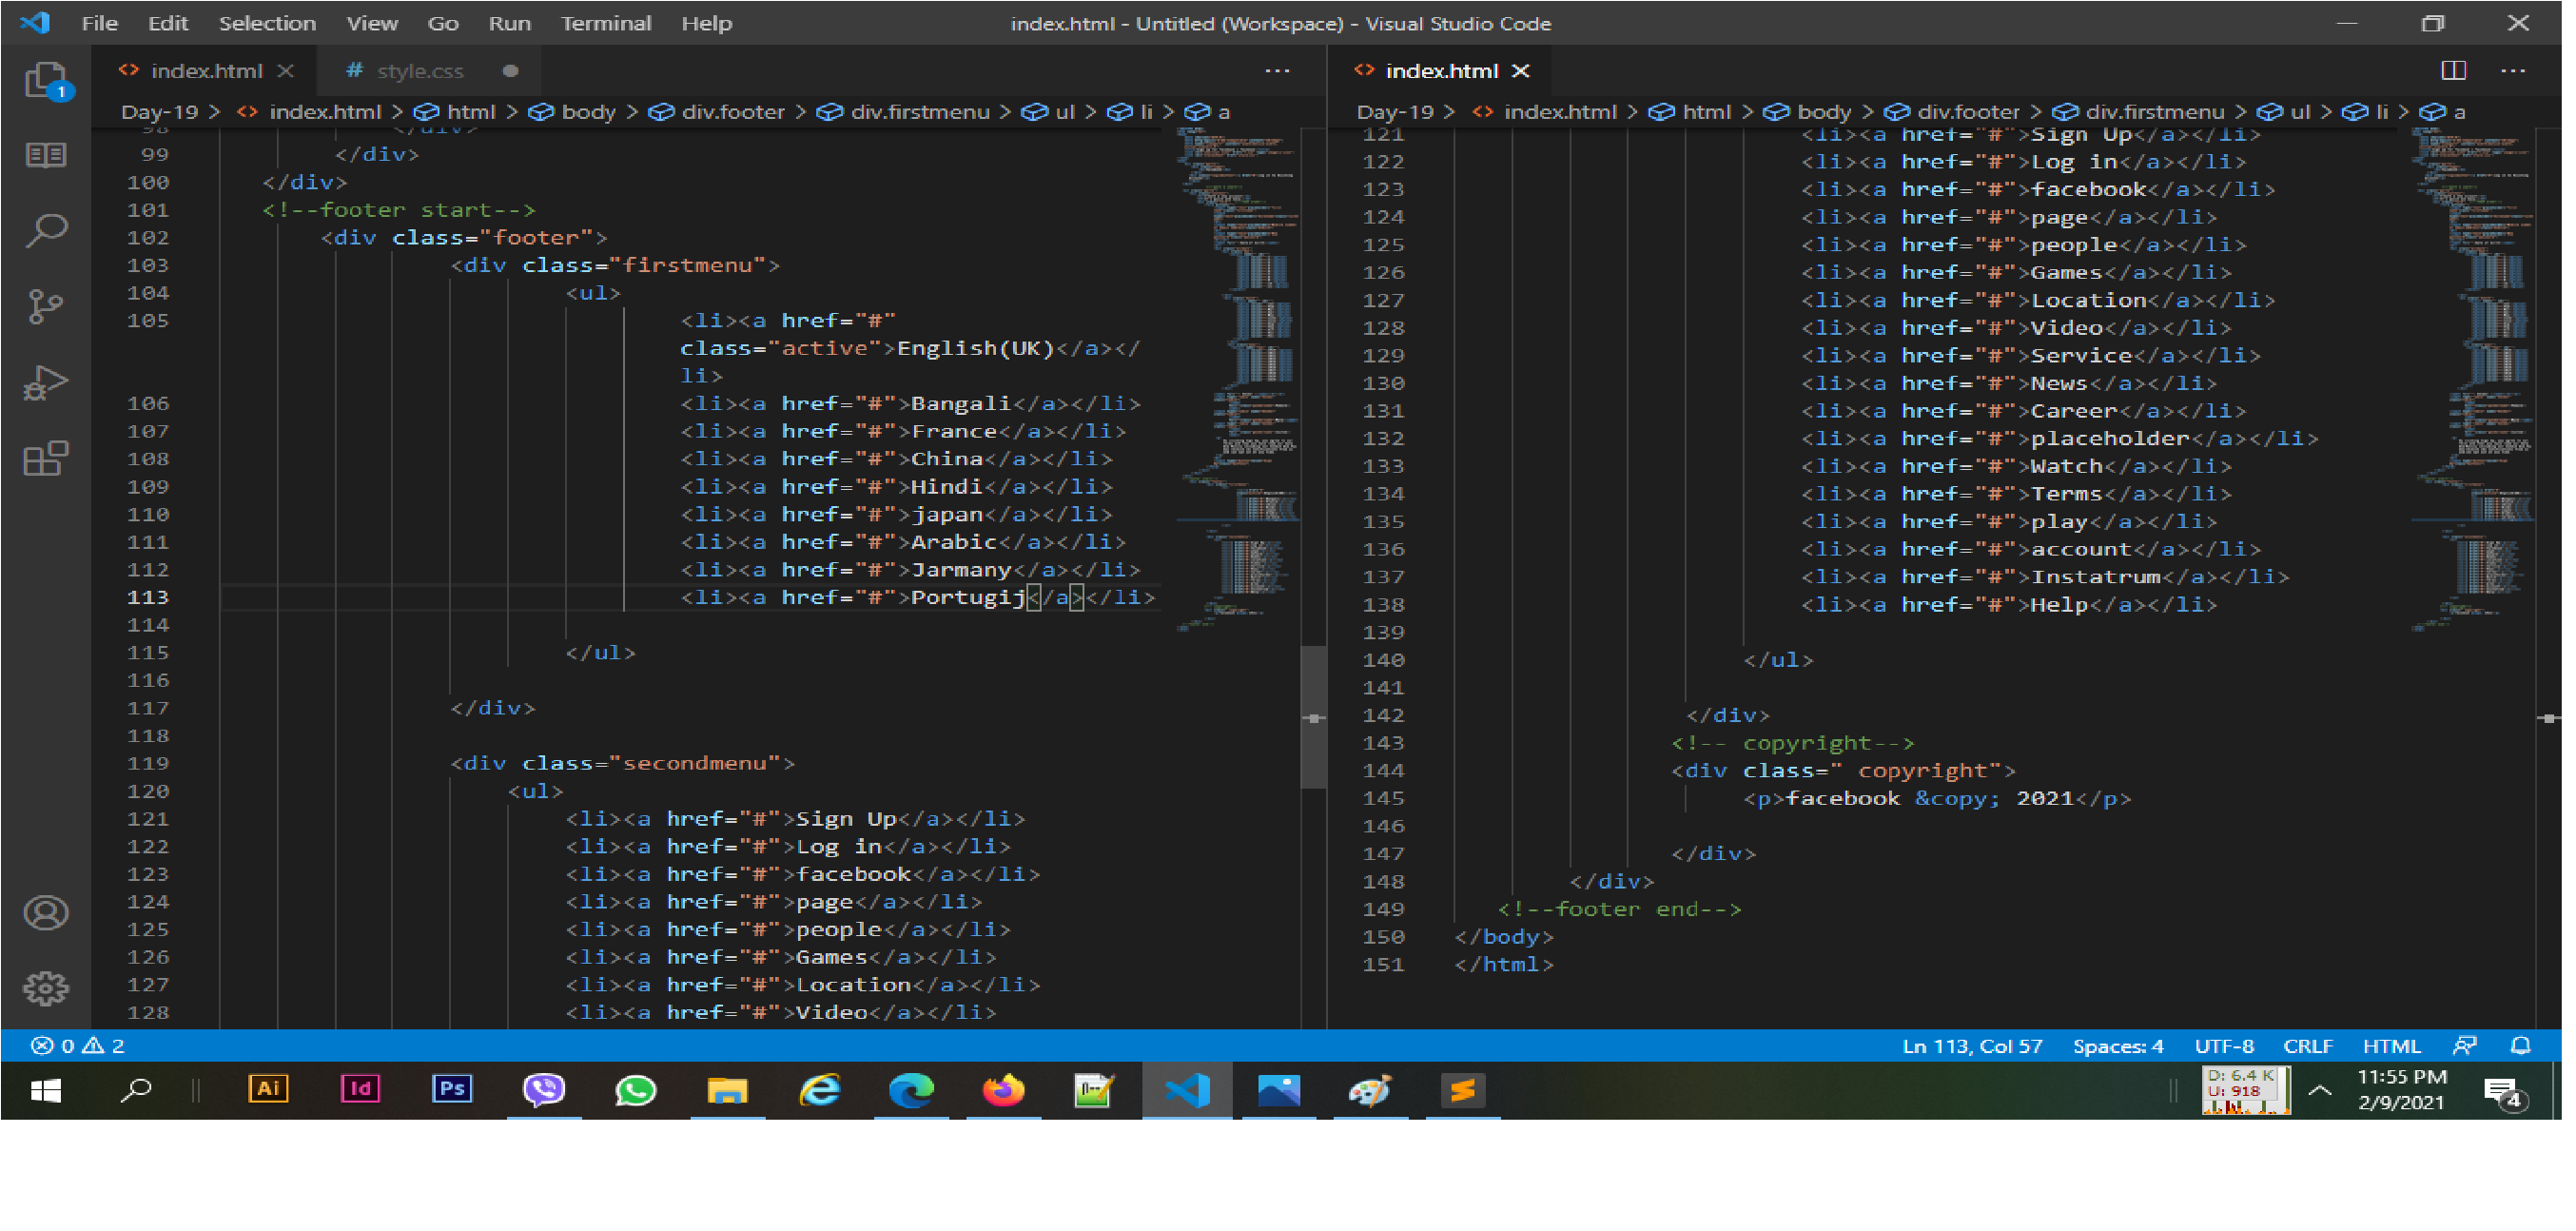 File Edit Selection View Go Run Terminal Help
index.html - Untitled (Workspace) - Visual Studio Code
index.html
style.css
Day-19 > index.html > html > body > div.footer > div.firstmenu > ul > li > a
98 </div>
99 </div>
100 </div>
101 <!--footer start-->
102 <div class="footer">
103 <div class="firstmenu">
104 <ul>
105 <li><a href="#"
class="active">English(UK)</a></
li>
106 <li><a href="#">Bangali</a></li>
107 <li><a href="#">France</a></li>
108 <li><a href="#">China</a></li>
109 <li><a href="#">Hindi</a></li>
110 <li><a href="#">japan</a></li>
111 <li><a href="#">Arabic</a></li>
112 <li><a href="#">Jarmany</a></li>
113 <li><a href="#">Portugij</a></li>
114
115 </ul>
116
117 </div>
118
119 <div class="secondmenu">
120 <ul>
121 <li><a href="#">Sign Up</a></li>
122 <li><a href="#">Log in</a></li>
123 <li><a href="#">facebook</a></li>
124 <li><a href="#">page</a></li>
125 <li><a href="#">people</a></li>
126 <li><a href="#">Games</a></li>
127 <li><a href="#">Location</a></li>
128 <li><a href="#">Video</a></li>
index.html
Day-19 > index.html > html > body > div.footer > div.firstmenu > ul > li > a
121 <li><a href="#">Sign Up</a></li>
122 <li><a href="#">Log in</a></li>
123 <li><a href="#">facebook</a></li>
124 <li><a href="#">page</a></li>
125 <li><a href="#">people</a></li>
126 <li><a href="#">Games</a></li>
127 <li><a href="#">Location</a></li>
128 <li><a href="#">Video</a></li>
129 <li><a href="#">Service</a></li>
130 <li><a href="#">News</a></li>
131 <li><a href="#">Career</a></li>
132 <li><a href="#">placeholder</a></li>
133 <li><a href="#">Watch</a></li>
134 <li><a href="#">Terms</a></li>
135 <li><a href="#">play</a></li>
136 <li><a href="#">account</a></li>
137 <li><a href="#">Instatrum</a></li>
138 <li><a href="#">Help</a></li>
139
140 </ul>
141
142 </div>
143 <!-- copyright-->
144 <div class=" copyright">
145 <p>facebook &copy; 2021</p>
146
147 </div>
148 </div>
149 <!--footer end-->
150 </body>
151 </html>
1
0 2
Ln 113, Col 57 Spaces: 4 UTF-8 CRLF HTML
Ai Id Ps
D: 6.4 K
U: 918
11:55 PM
2/9/2021
4